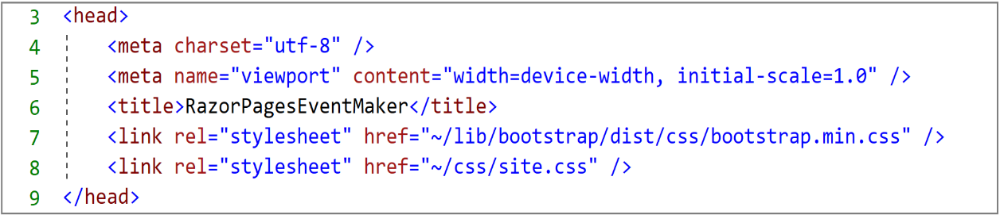 3 <head>
4 <meta charset="utf-8" />
5 <meta name="viewport" content="width=device-width, initial-scale=1.0" />
6 <title>RazorPagesEventMaker</title>
7 <link rel="stylesheet" href="~/lib/bootstrap/dist/css/bootstrap.min.css" />
8 <link rel="stylesheet" href="~/css/site.css" />
9 </head>